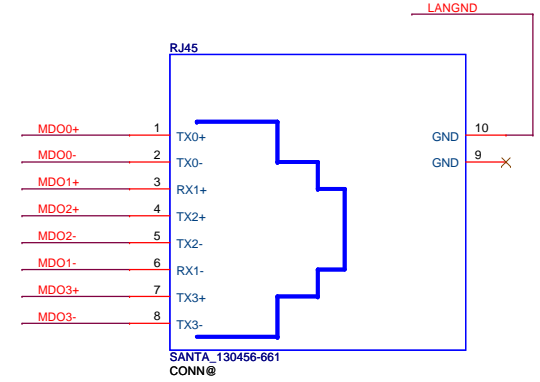 LANGND
RJ45
MDO0+ 1 TX0+ GND 10
MDO0- 2 TX0- GND 9
MDO1+ 3 RX1+
MDO2+ 4 TX2+
MDO2- 5 TX2-
MDO1- 6 RX1-
MDO3+ 7 TX3+
MDO3- 8 TX3-
SANTA_130456-661
CONN@